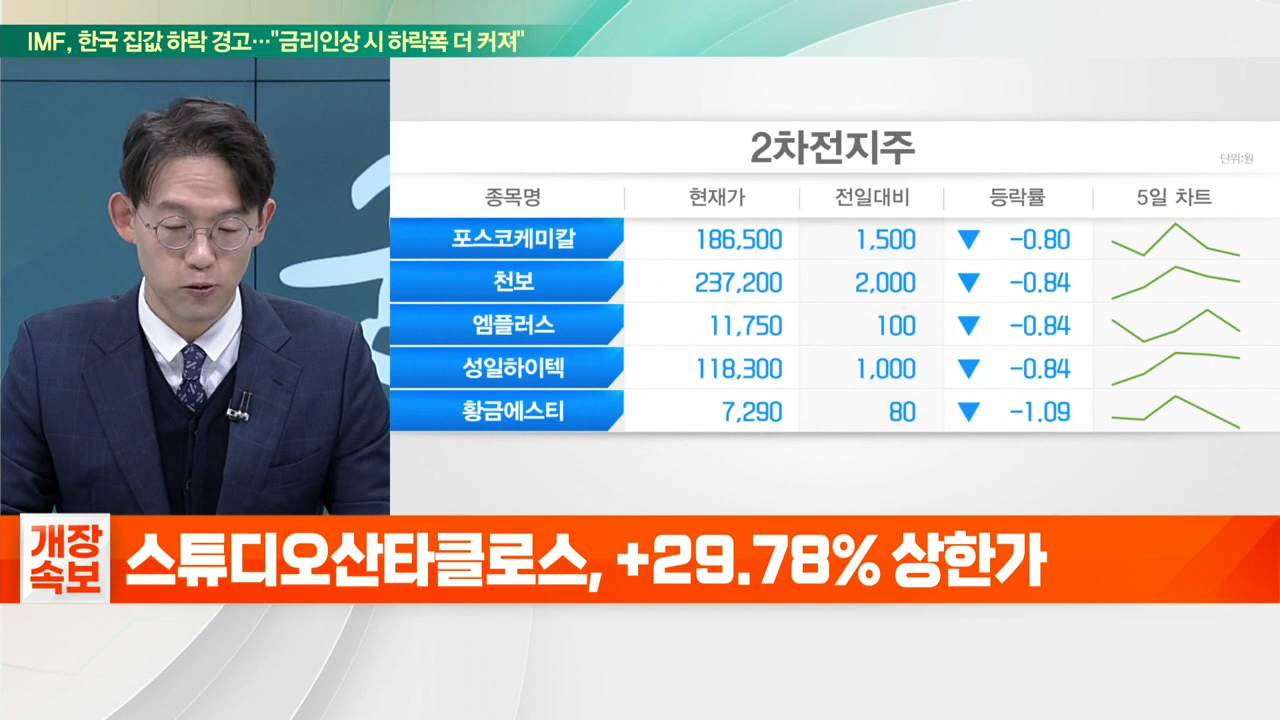 IMF, 한국 집값 하락 경고…"금리인상 시 하락폭 더 커져"
2차전지주
단위:원
종목명 현재가 전일대비 등락률 5일 차트
포스코케미칼 186,500 1,500 ▼ -0.80
천보 237,200 2,000 ▼ -0.84
엠플러스 11,750 100 ▼ -0.84
성일하이텍 118,300 1,000 ▼ -0.84
황금에스티 7,290 80 ▼ -1.09
개장
속보
스튜디오산타클로스, +29.78% 상한가